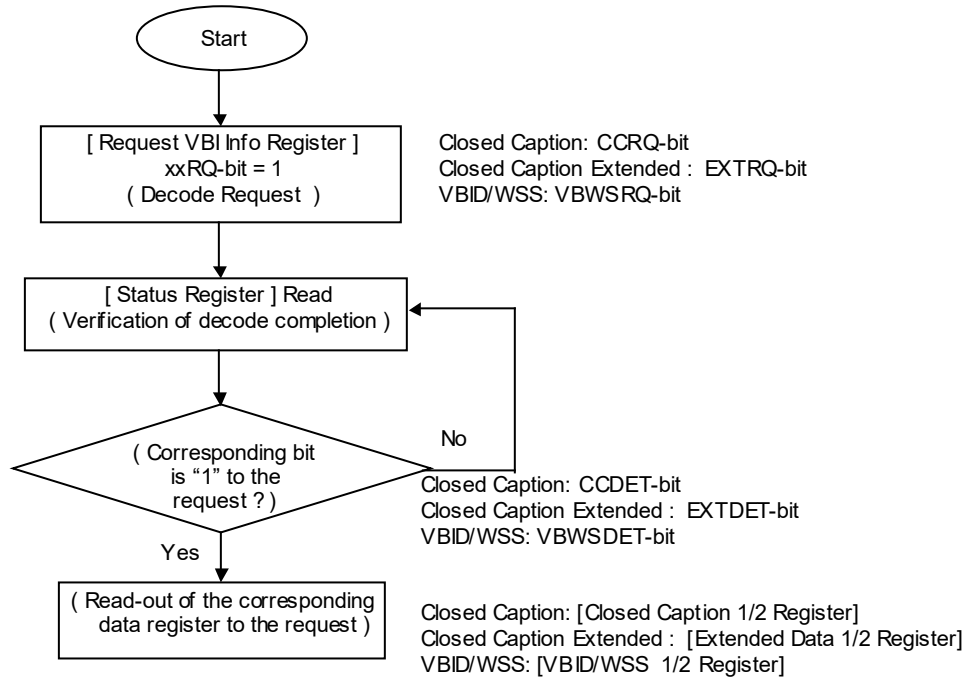 Start
[ Request VBI Info Register ]
xxRQ-bit = 1
( Decode Request )
Closed Caption: CCRQ-bit
Closed Caption Extended : EXTRQ-bit
VBID/WSS: VBWSRQ-bit
[ Status Register ] Read
( Verification of decode completion )
( Corresponding bit
is “1” to the
request ? )
No
Closed Caption: CCDET-bit
Closed Caption Extended : EXTDET-bit
VBID/WSS: VBWSDET-bit
Yes
( Read-out of the corresponding
data register to the request )
Closed Caption: [Closed Caption 1/2 Register]
Closed Caption Extended : [Extended Data 1/2 Register]
VBID/WSS: [VBID/WSS 1/2 Register]